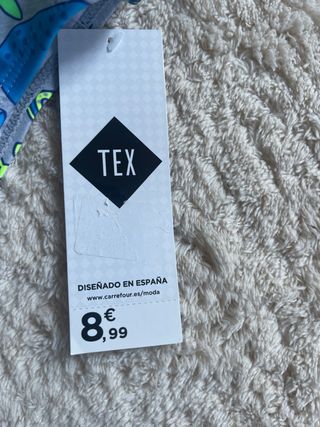 TEX
DISEÑADO EN ESPAÑA
www.carrefour.es/moda
8,99 €